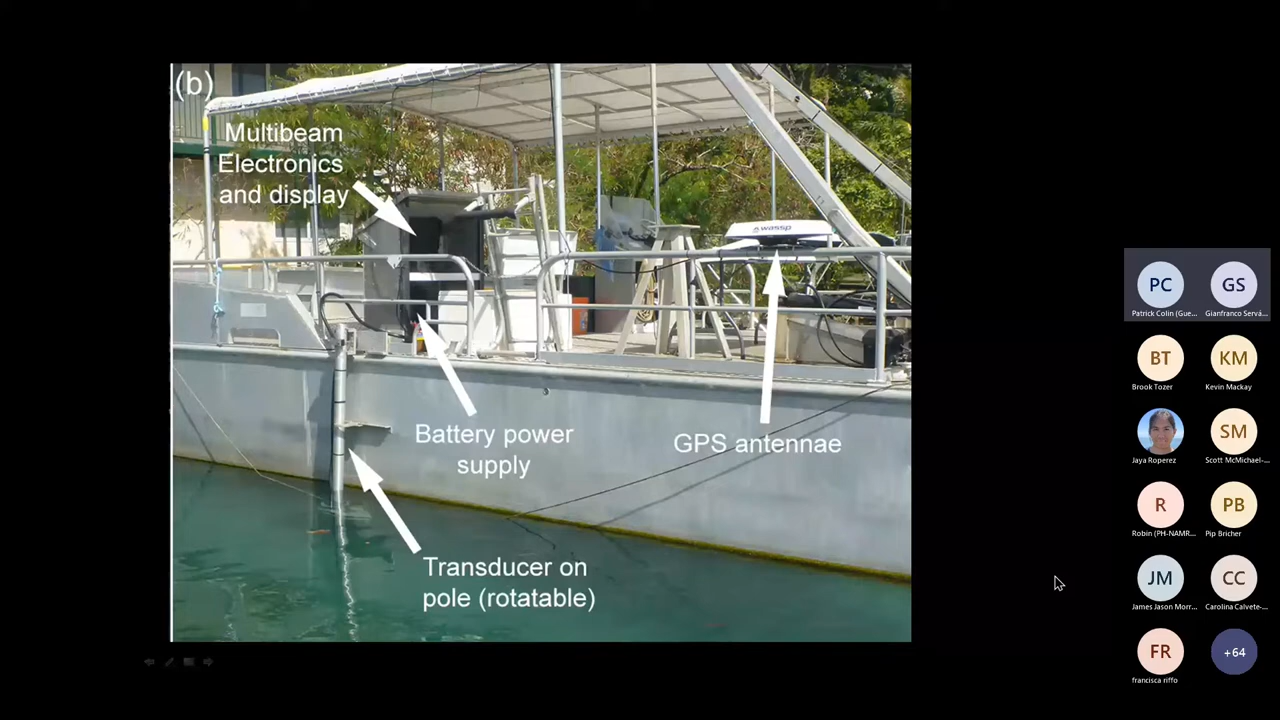 (b)
Multibeam
Electronics
and display
wassp
Battery power
supply
GPS antennae
Transducer on
pole (rotatable)
PC
GS
Patrick Colin (Gue...
Gianfranco Servá...
BT
KM
Brook Tozer
Kevin Mackay
SM
Jaya Roperez
Scott McMichael-...
R
PB
Robin (PH-NAMR...
Pip Bricher
JM
CC
James Jason Morr...
Carolina Calvete-...
FR
+64
francisca riffo